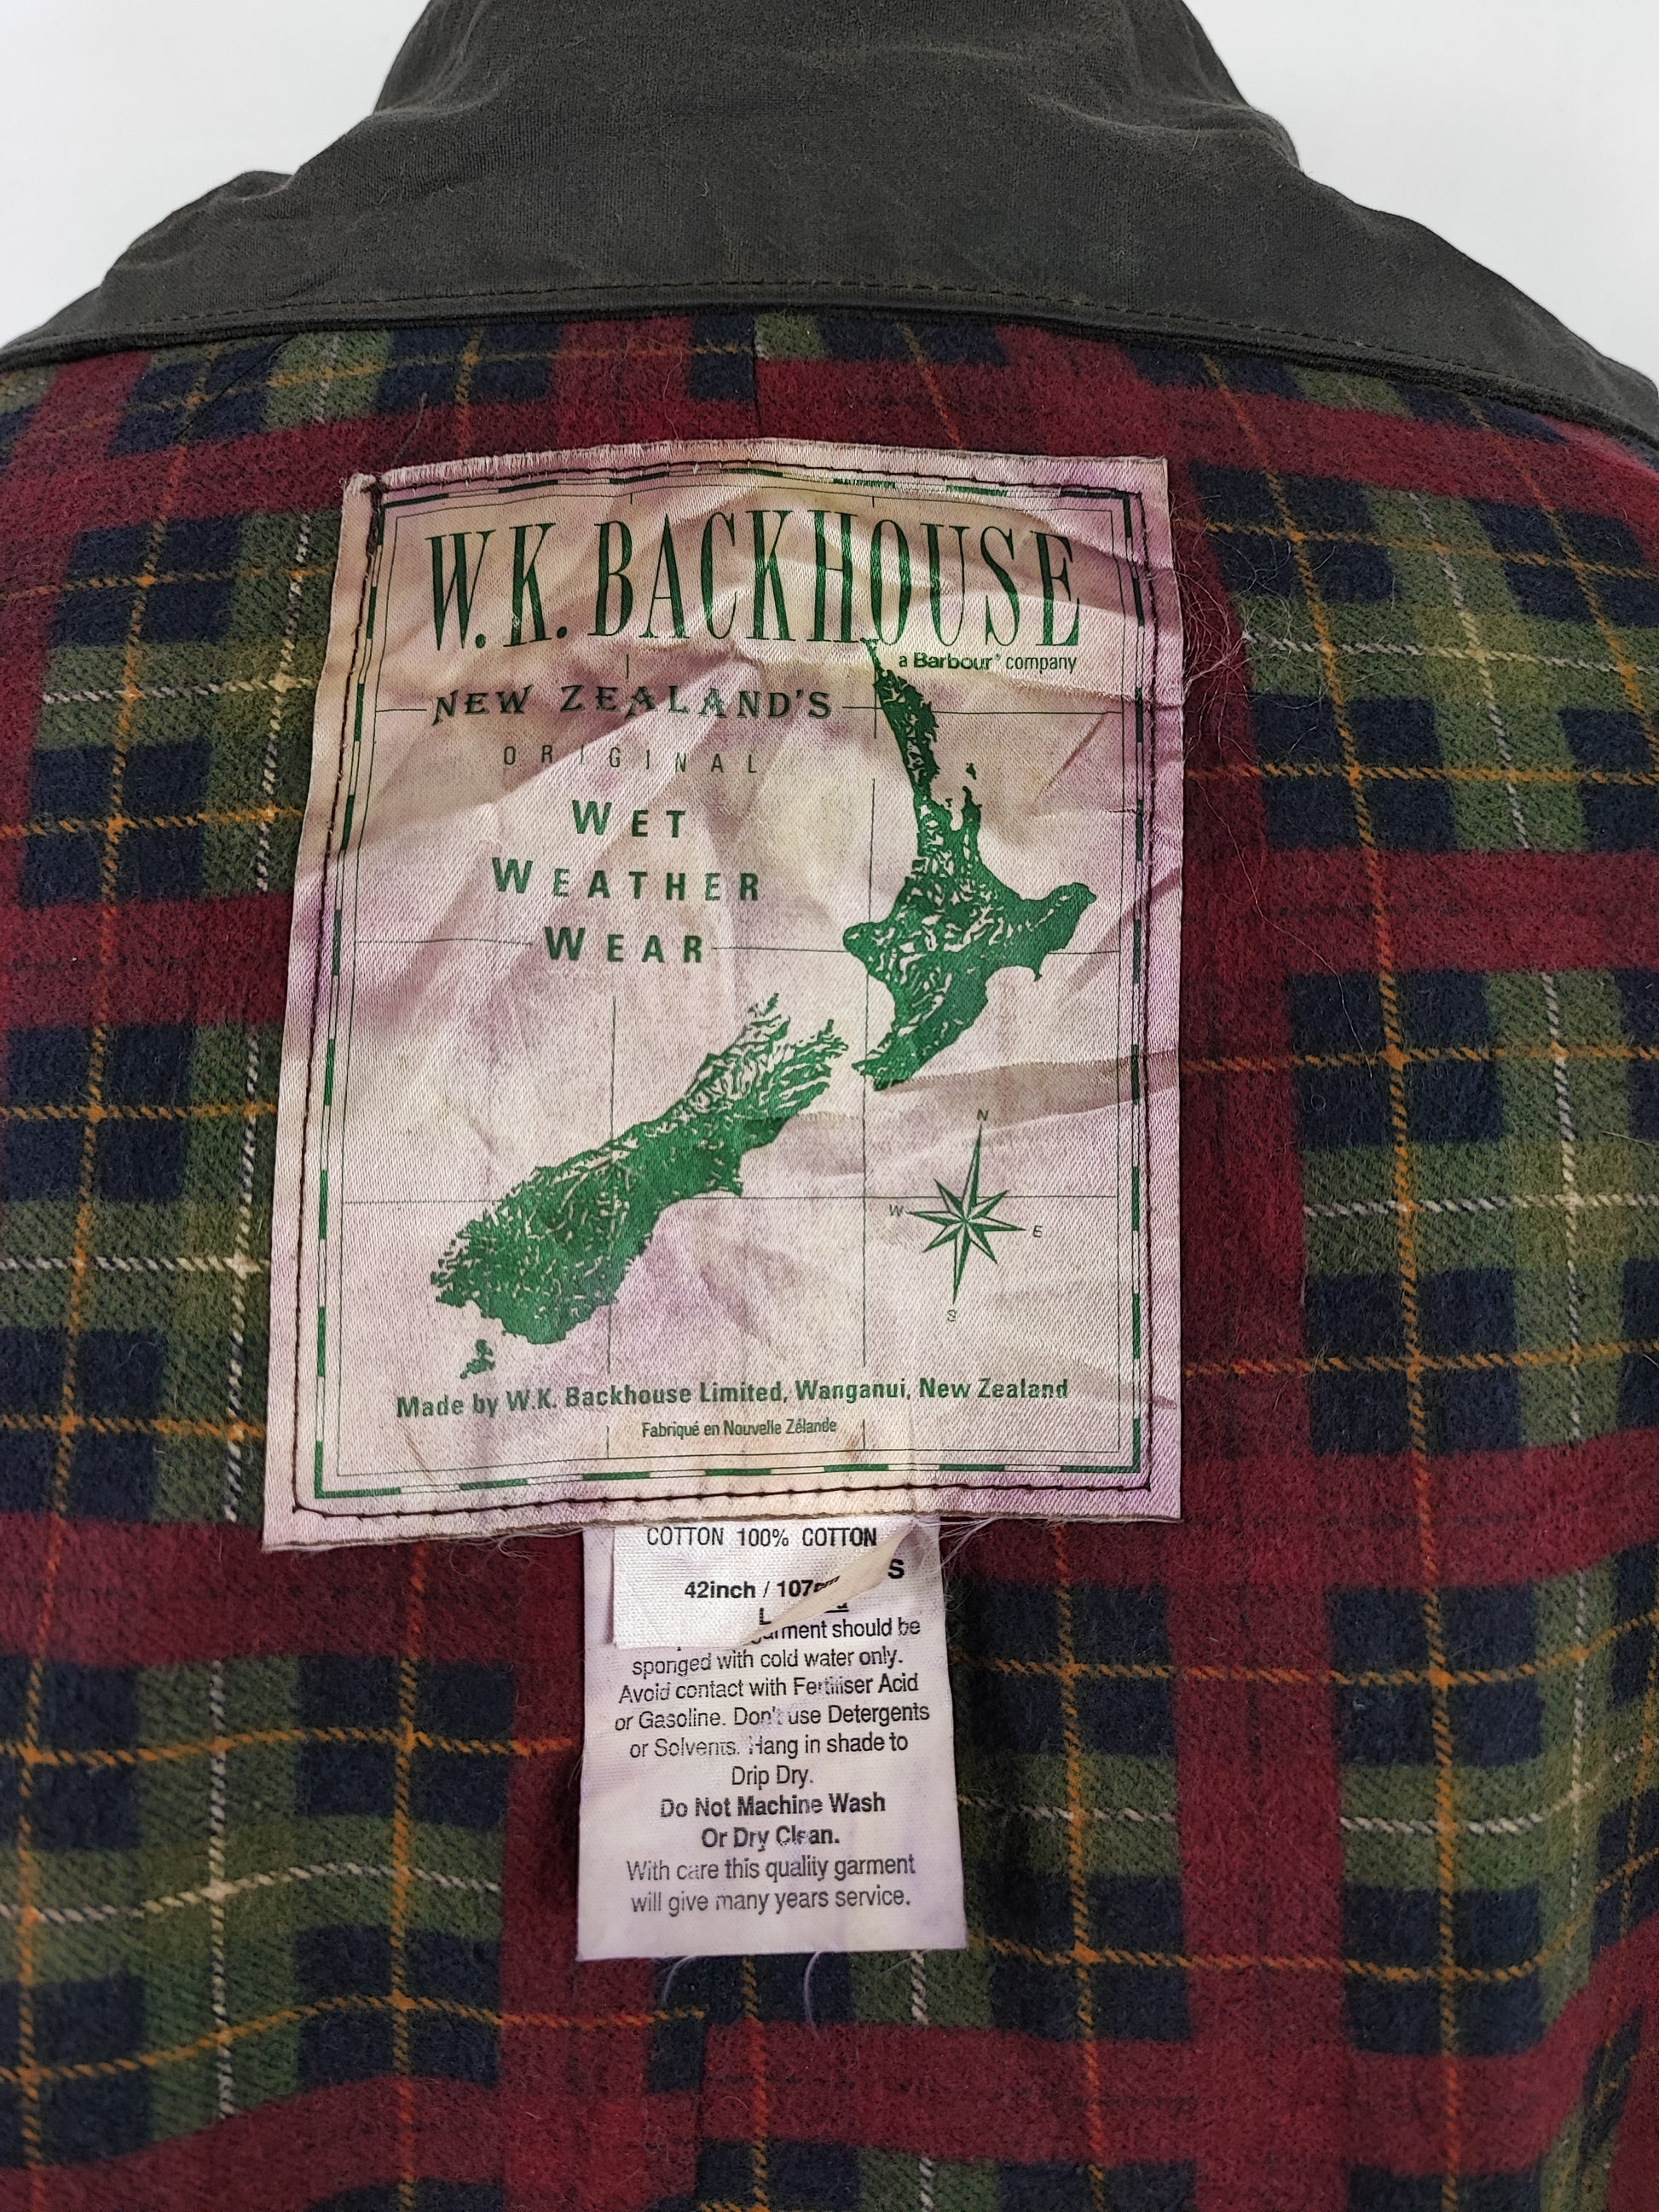 W.K. BACKHOUSE
a Barbour® company
NEW ZEALAND'S
ORIGINAL
WET
WEATHER
WEAR
N
W E
S
Made by W.K. Backhouse Limited, Wanganui, New Zealand
Fabriqué en Nouvelle Zélande
COTTON 100% COTTON
S
42inch / 107cm
L
garment should be
sponged with cold water only.
Avoid contact with Fertiliser Acid
or Gasoline. Don't use Detergents
or Solvents. Hang in shade to
Drip Dry.
Do Not Machine Wash
Or Dry Clean.
With care this quality garment
will give many years service.